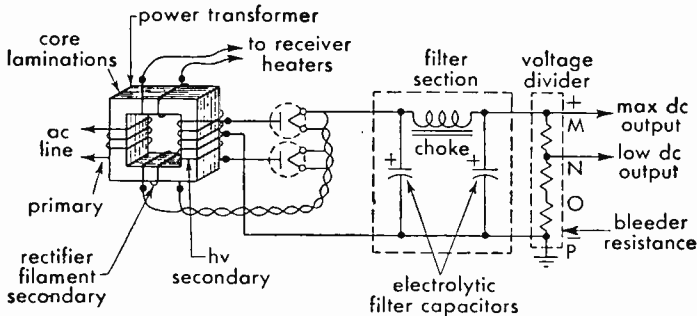 power transformer
core
laminations
to receiver
heaters
filter
section
voltage
divider
ac
line
primary
rectifier
filament
secondary
hv
secondary
+
+
choke
electrolytic
filter capacitors
+
M
N
O
P
max dc
output
low dc
output
bleeder
resistance